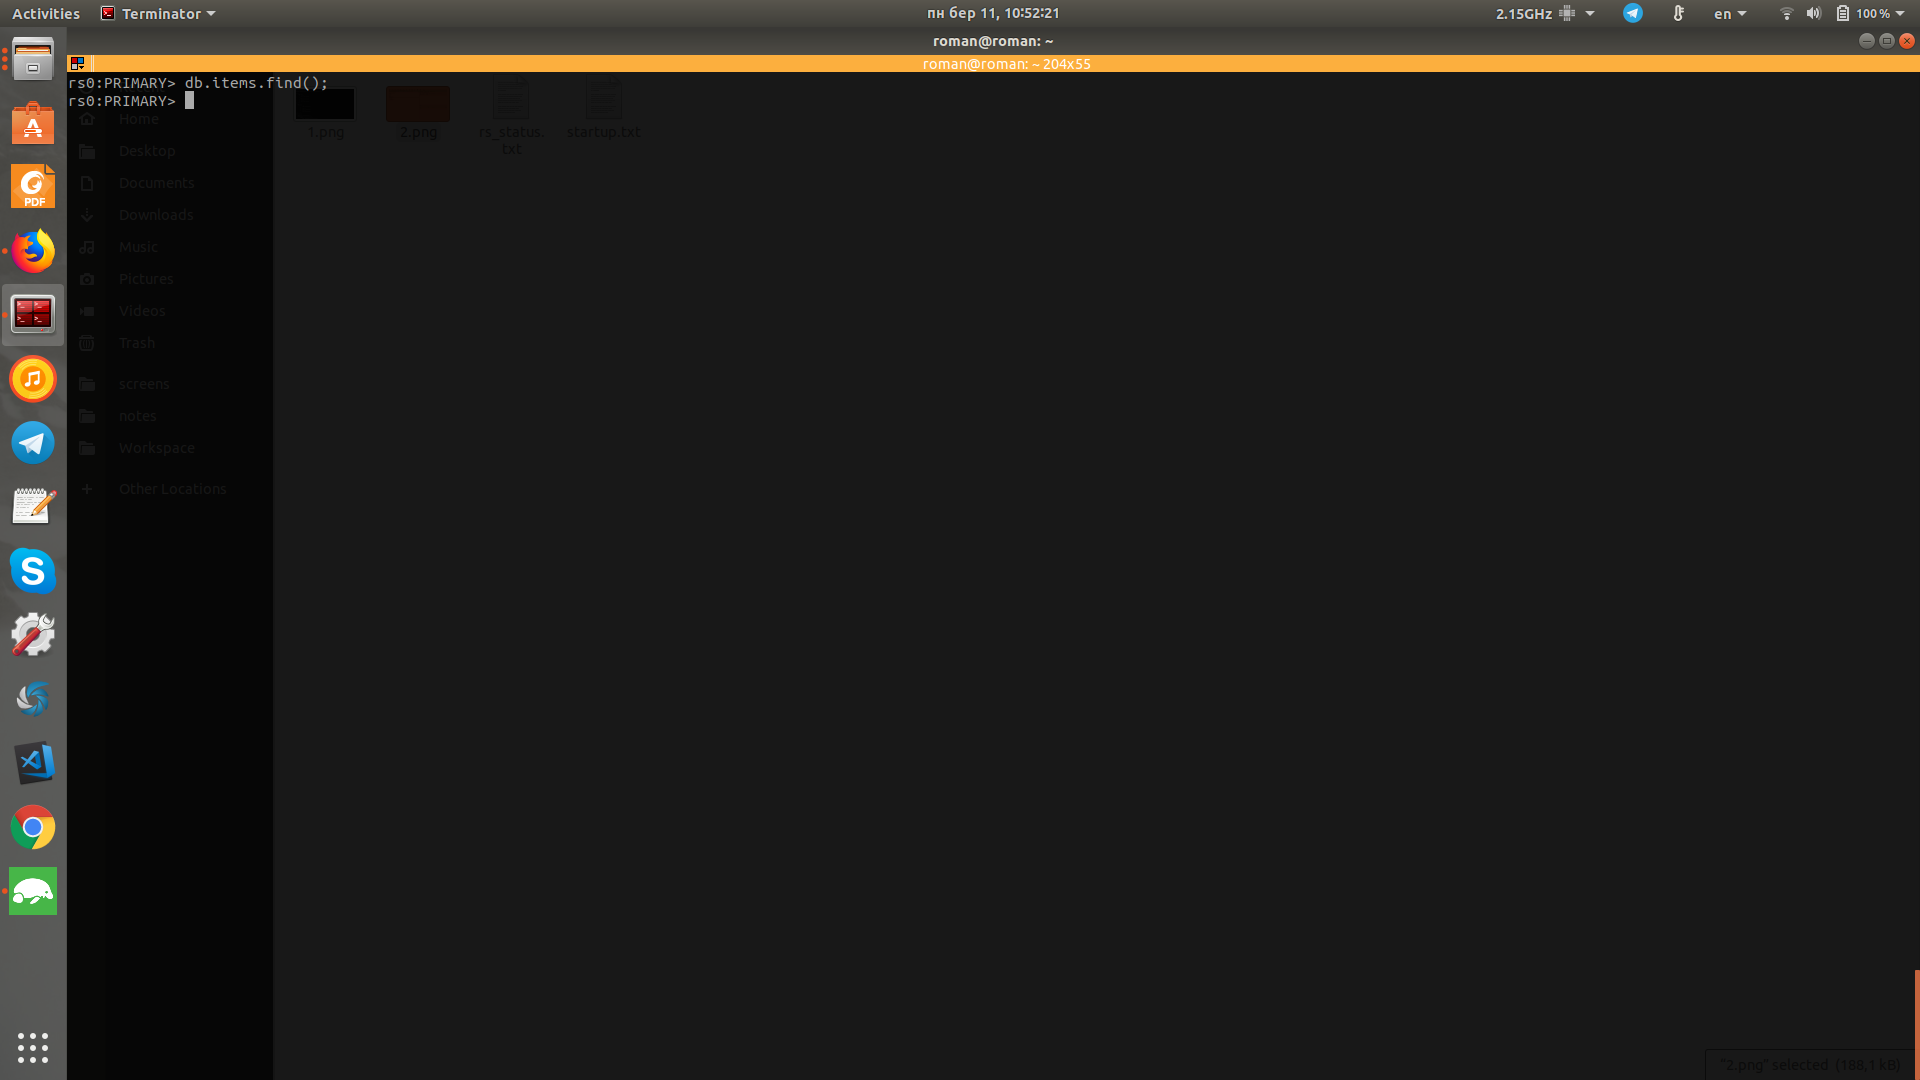 Activities
Terminator
пн бер 11, 10:52:21
2.15GHz
en
100 %
roman@roman: ~
roman@roman: ~ 204x55
rs0:PRIMARY> db.items.find();
rs0:PRIMARY>
Home
Desktop
Documents
Downloads
Music
Pictures
Videos
Trash
screens
notes
Workspace
Other Locations
1.png
2.png
rs_status.
txt
startup.txt
PDF
"2.png" selected (188,1 kB)